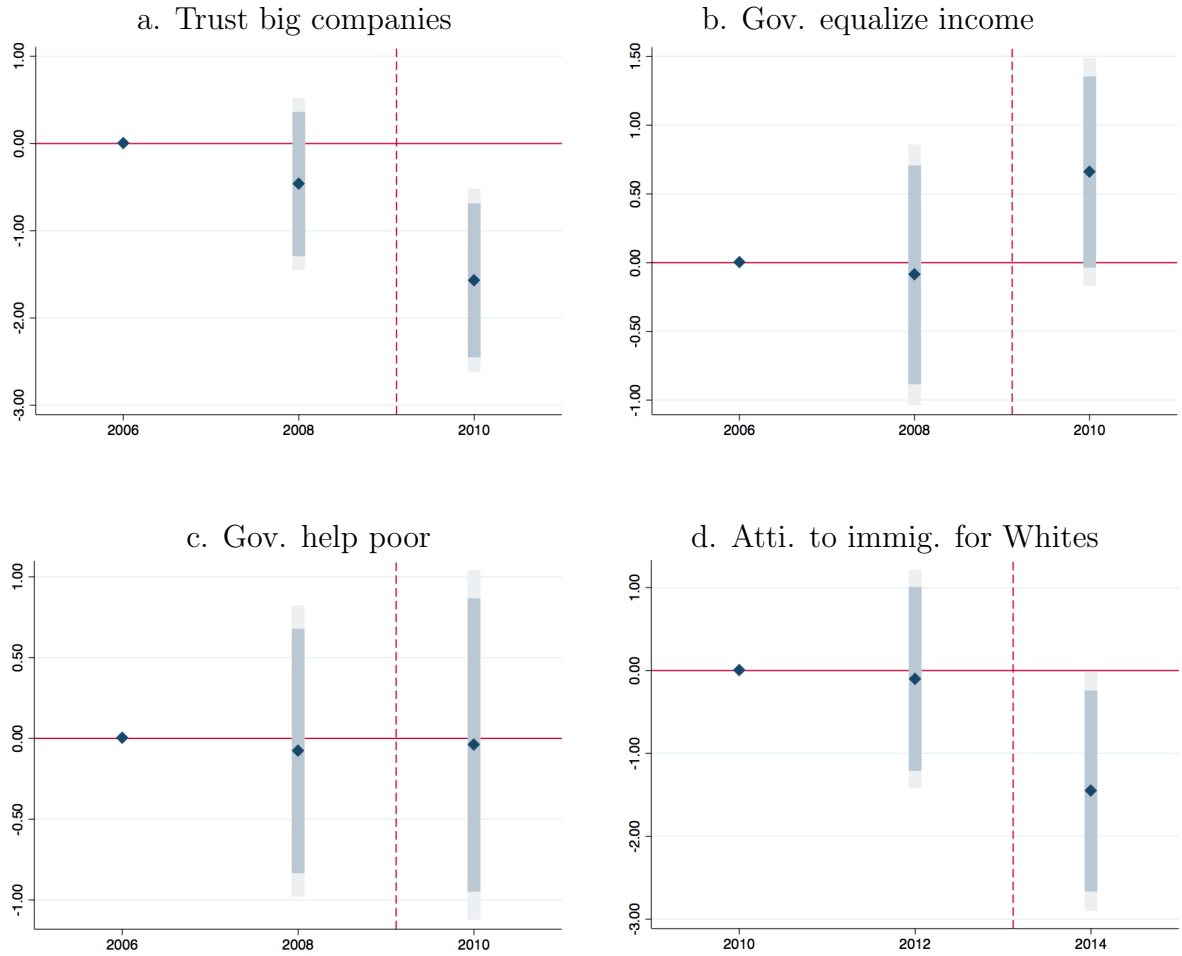 a. Trust big companies
1.00
0.00
-1.00
-2.00
-3.00
2006 2008 2010
b. Gov. equalize income
1.50
1.00
0.50
0.00
-0.50
-1.00
2006 2008 2010
c. Gov. help poor
1.00
0.50
0.00
-0.50
-1.00
2006 2008 2010
d. Atti. to immig. for Whites
1.00
0.00
-1.00
-2.00
-3.00
2010 2012 2014